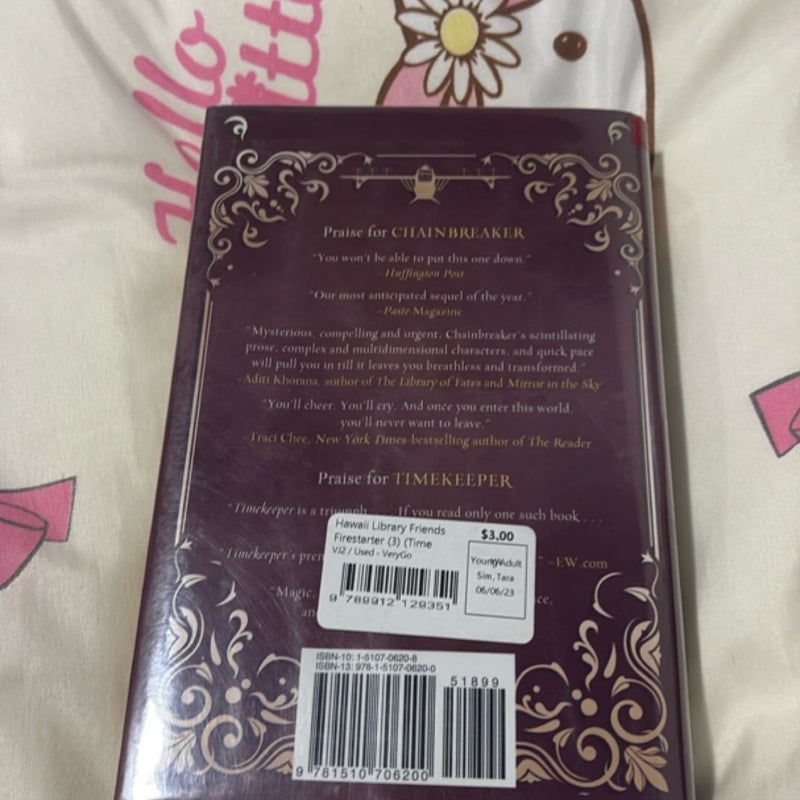 Hello
Kitty
Praise for CHAINBREAKER
"You won't be able to put this one down."
–Huffington Post
"Our most anticipated sequel of the year."
–Paste Magazine
"Mysterious, compelling and urgent, Chainbreaker's scintillating
prose, complex and multidimensional characters, and quick pace
will pull you in till it leaves you breathless and transformed."
–Aditi Khorana, author of The Library of Fates and Mirror in the Sky
"You'll cheer. You'll cry. And once you enter this world,
you'll never want to leave."
–Traci Chee, New York Times-bestselling author of The Reader
Praise for TIMEKEEPER
"Timekeeper is a triumph. . . . If you read only one such book . . .
"Timekeeper's " –EW.com
"Magic,
Hawaii Library Friends
Firestarter (3) (Time
VJ2 / Used - VeryGo
9 789912 129351
$3.00
Young Adult
Sim, Tara
06/06/23
ISBN-10: 1-5107-0620-8
ISBN-13: 978-1-5107-0620-0
51899
9 781510 706200